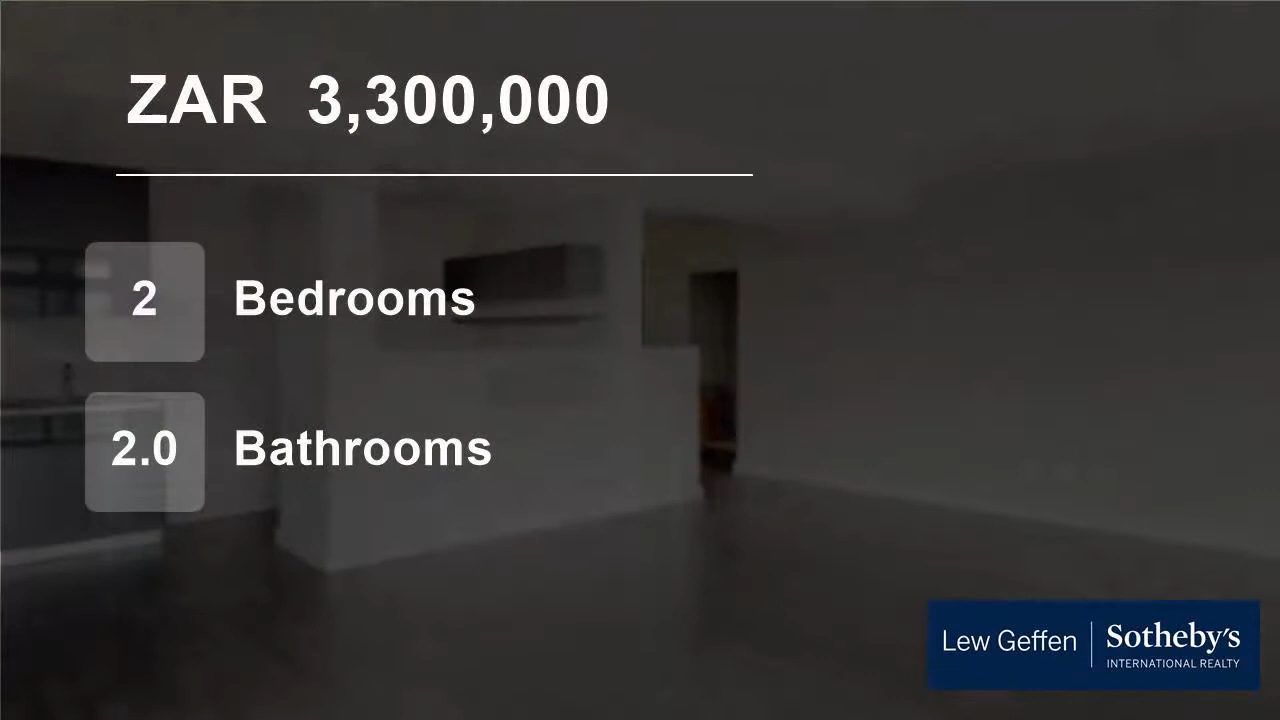 ZAR 3,300,000
2 Bedrooms
2.0 Bathrooms
Lew Geffen Sotheby's
INTERNATIONAL REALTY